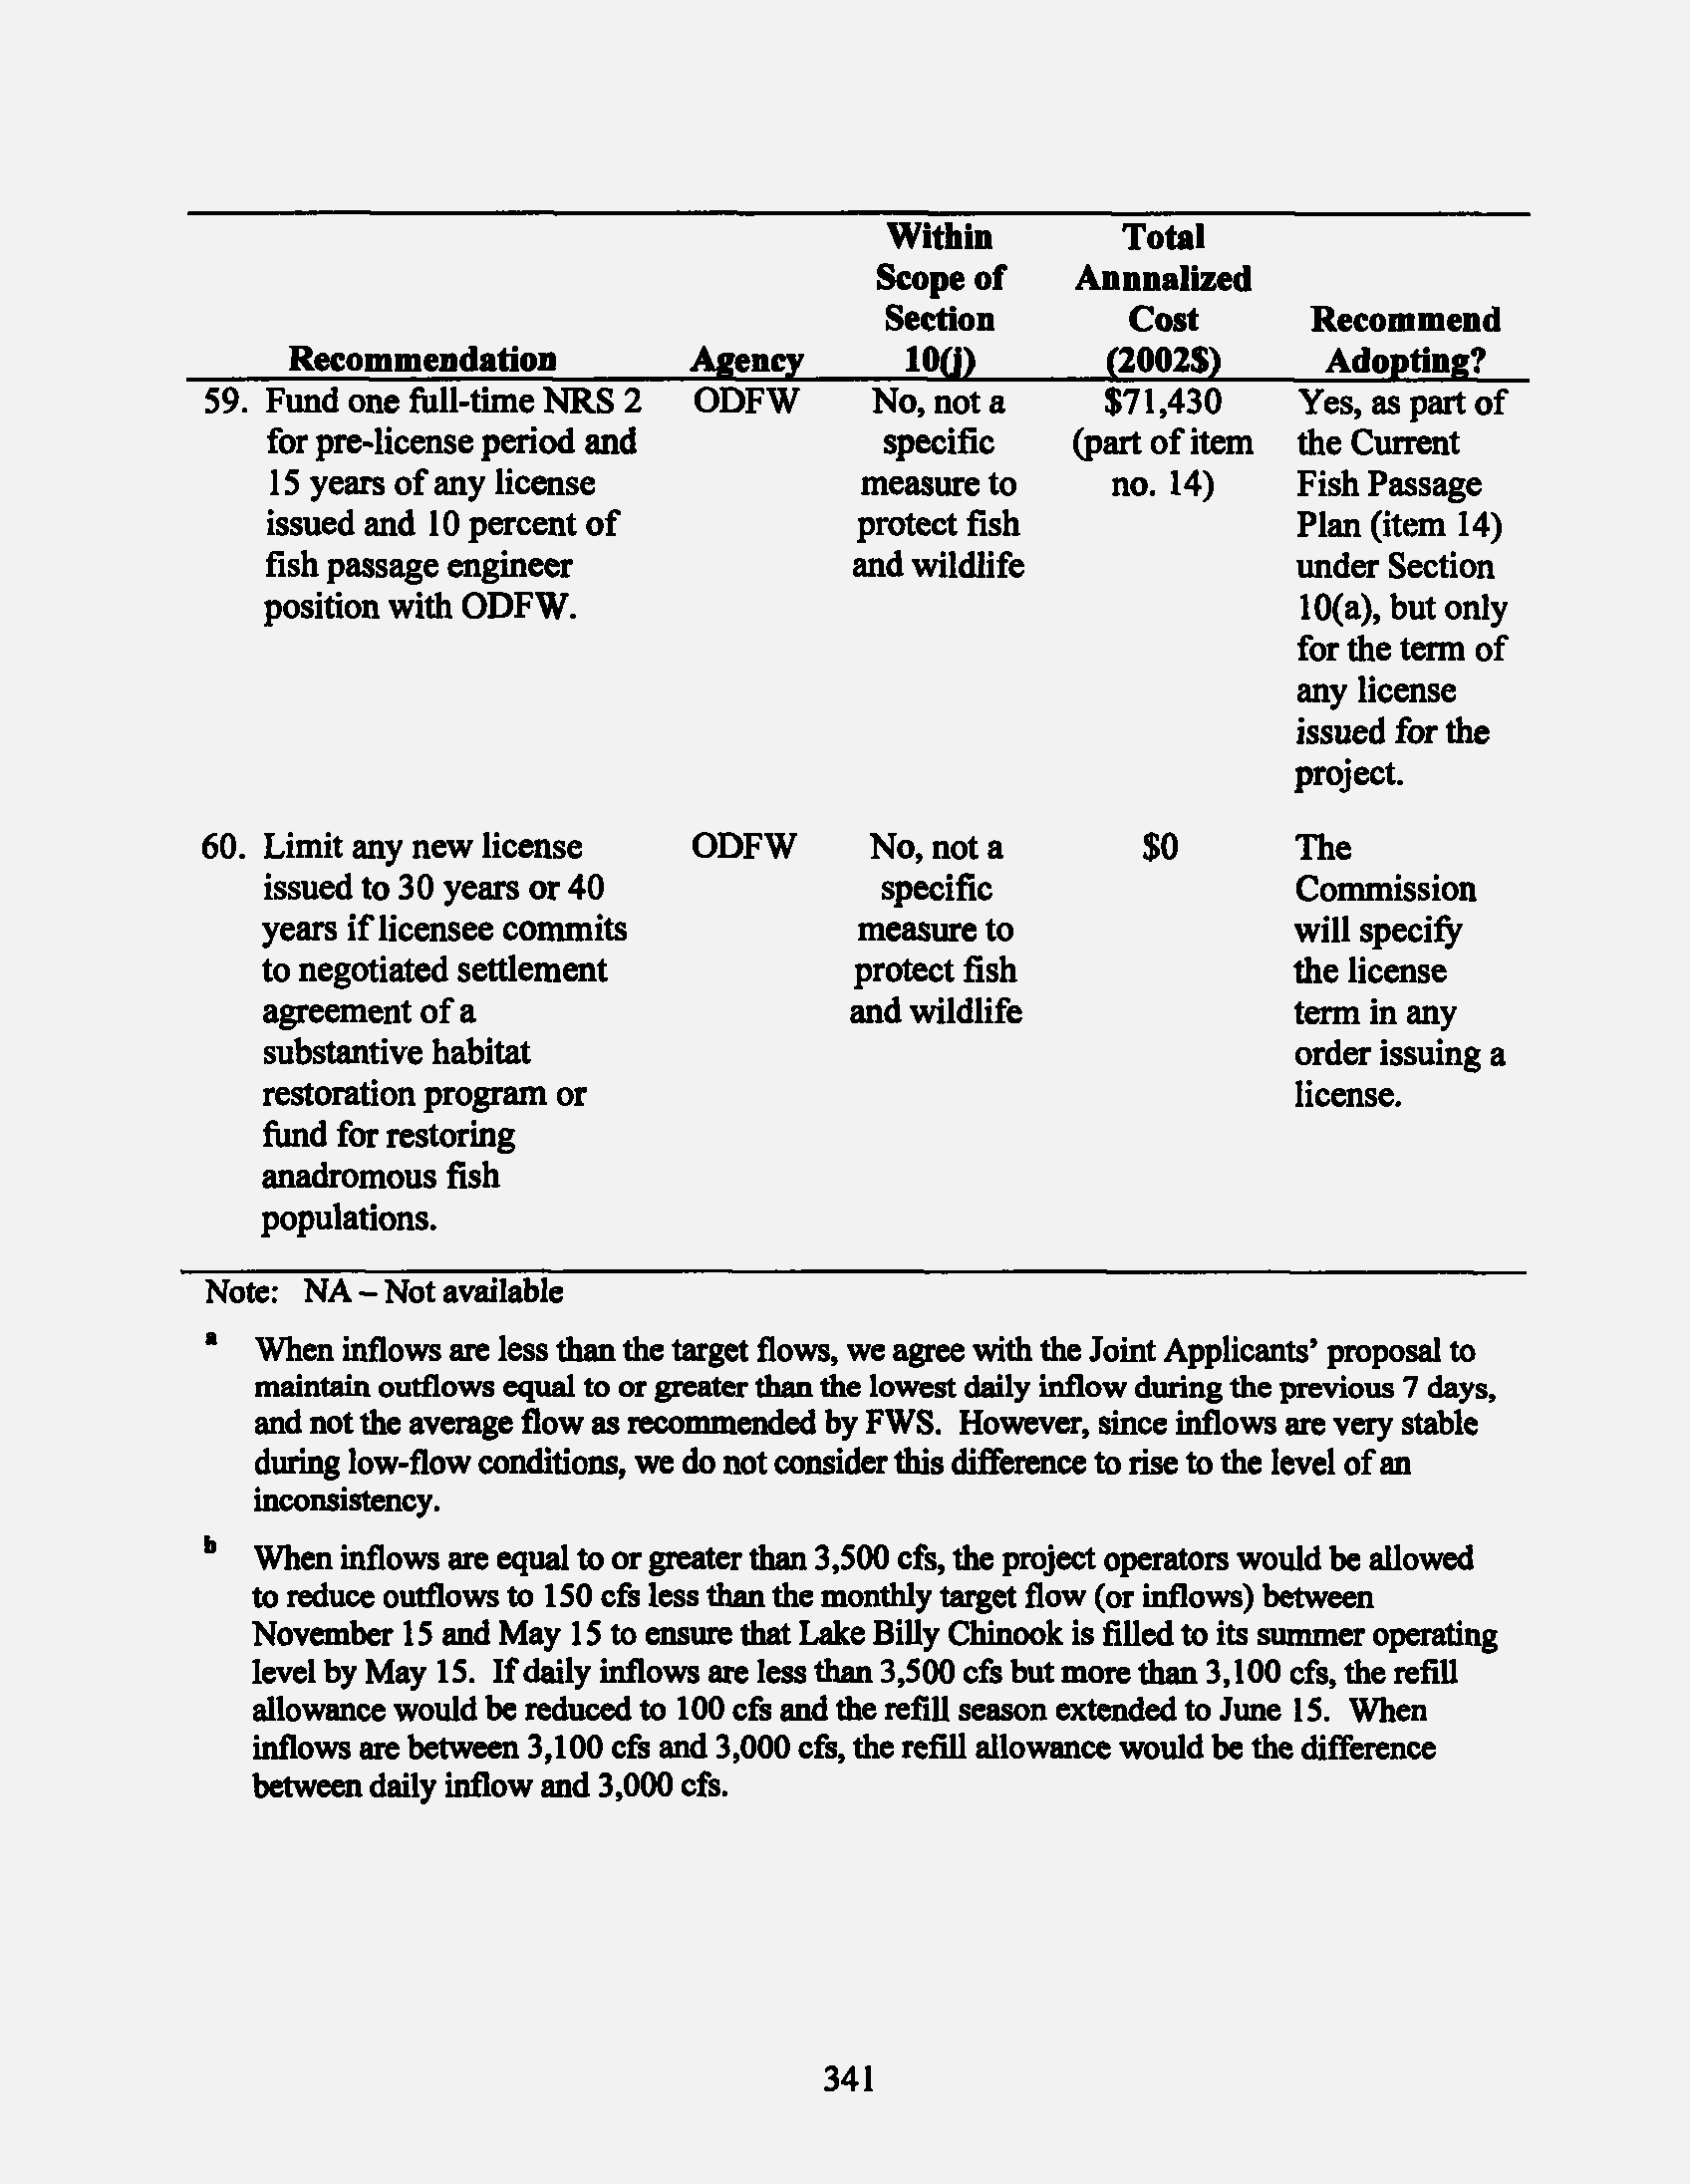 Within Total
Scope of Annnalized
Section Cost Recommend
Recommendation Agency 10(j) (2002$) Adopting?
59. Fund one full-time NRS 2 ODFW No, not a $71,430 Yes, as part of
for pre-license period and specific (part of item the Current
15 years of any license measure to no. 14) Fish Passage
issued and 10 percent of protect fish Plan (item 14)
fish passage engineer and wildlife under Section
position with ODFW. 10(a), but only
for the term of
any license
issued for the
project.
60. Limit any new license ODFW No, not a $0 The
issued to 30 years or 40 specific Commission
years if licensee commits measure to will specify
to negotiated settlement protect fish the license
agreement of a and wildlife term in any
substantive habitat order issuing a
restoration program or license.
fund for restoring
anadromous fish
populations.
Note: NA – Not available
a When inflows are less than the target flows, we agree with the Joint Applicants’ proposal to
maintain outflows equal to or greater than the lowest daily inflow during the previous 7 days,
and not the average flow as recommended by FWS. However, since inflows are very stable
during low-flow conditions, we do not consider this difference to rise to the level of an
inconsistency.
b When inflows are equal to or greater than 3,500 cfs, the project operators would be allowed
to reduce outflows to 150 cfs less than the monthly target flow (or inflows) between
November 15 and May 15 to ensure that Lake Billy Chinook is filled to its summer operating
level by May 15. If daily inflows are less than 3,500 cfs but more than 3,100 cfs, the refill
allowance would be reduced to 100 cfs and the refill season extended to June 15. When
inflows are between 3,100 cfs and 3,000 cfs, the refill allowance would be the difference
between daily inflow and 3,000 cfs.
341